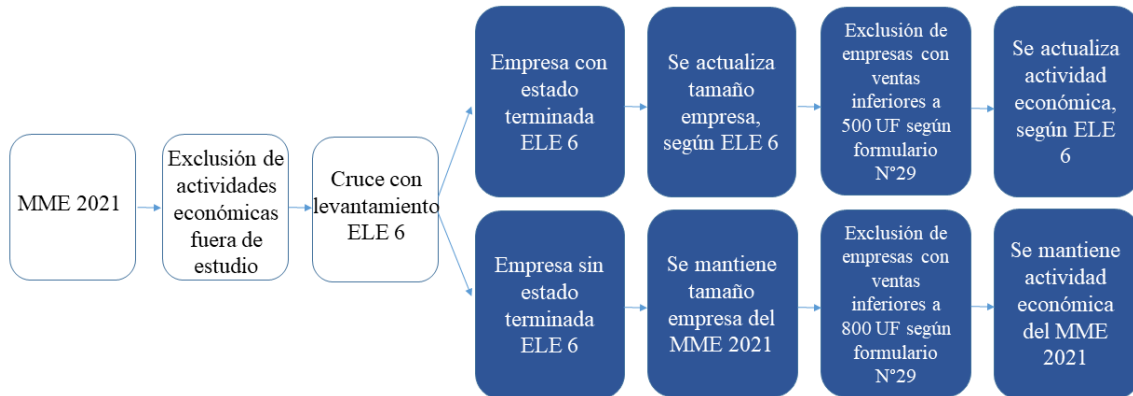 MME 2021
Exclusión de
actividades
económicas
fuera de
estudio
Cruce con
levantamiento
ELE 6
Empresa con
estado
terminada
ELE 6
Se actualiza
tamaño
empresa,
según ELE 6
Exclusión de
empresas con
ventas
inferiores a
500 UF según
formulario
N°29
Se actualiza
actividad
económica,
según ELE
6
Empresa sin
estado
terminada
ELE 6
Se mantiene
tamaño
empresa del
MME 2021
Exclusión de
empresas con
ventas
inferiores a
800 UF según
formulario
N°29
Se mantiene
actividad
económica
del MME
2021